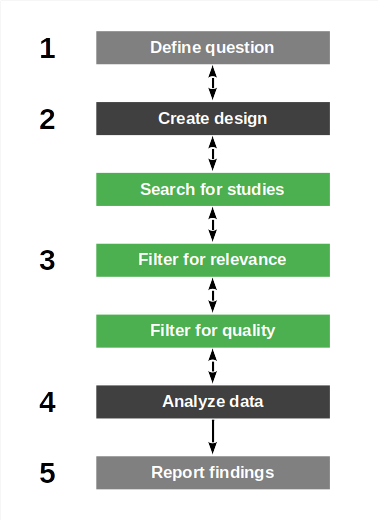 1 Define question
2 Create design
Search for studies
3 Filter for relevance
Filter for quality
4 Analyze data
5 Report findings